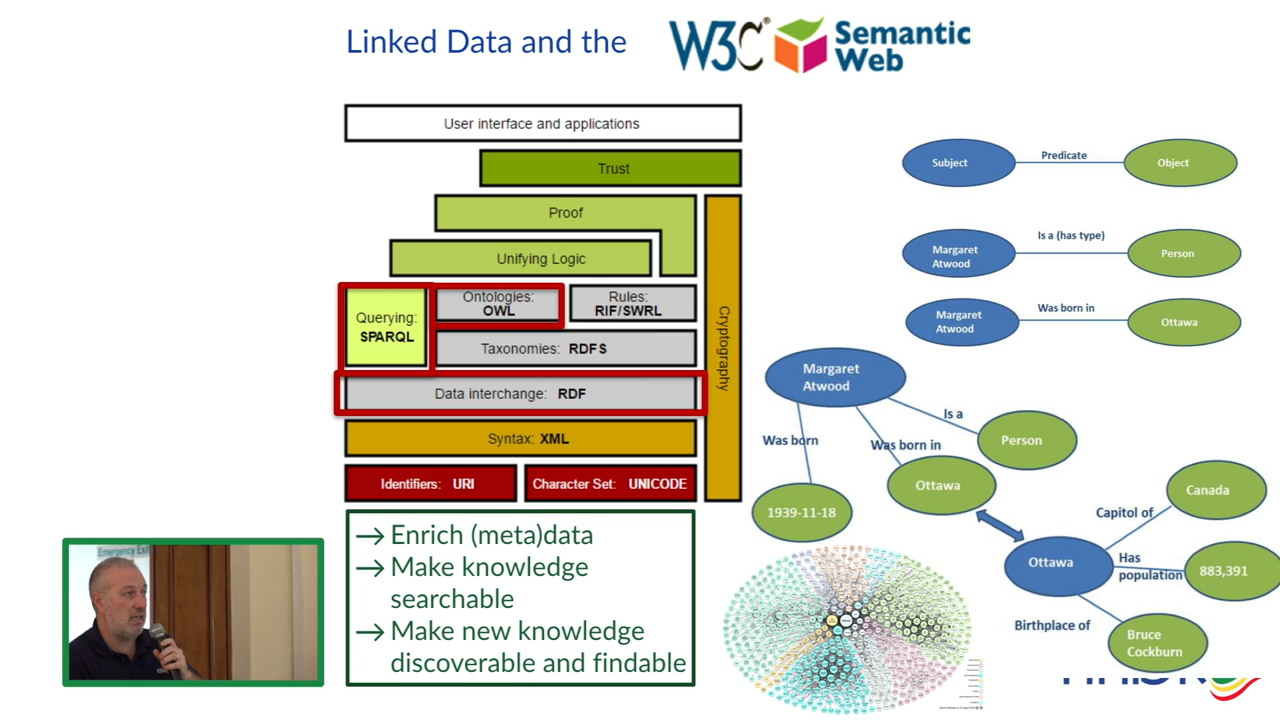 Linked Data and the
W3C® Semantic
Web
User interface and applications
Trust
Proof
Unifying Logic
Querying:
SPARQL
Ontologies:
OWL
Rules:
RIF/SWRL
Taxonomies: RDFS
Data interchange: RDF
Syntax: XML
Identifiers: URI
Character Set: UNICODE
Cryptography
→ Enrich (meta)data
→ Make knowledge
searchable
→ Make new knowledge
discoverable and findable
Emergency Exit
Subject
Predicate
Object
Margaret
Atwood
Is a (has type)
Person
Margaret
Atwood
Was born in
Ottawa
Margaret
Atwood
Is a
Person
Was born
Was born in
Ottawa
1939-11-18
Canada
Capitol of
Ottawa
Has
population
883,391
Birthplace of
Bruce
Cockburn